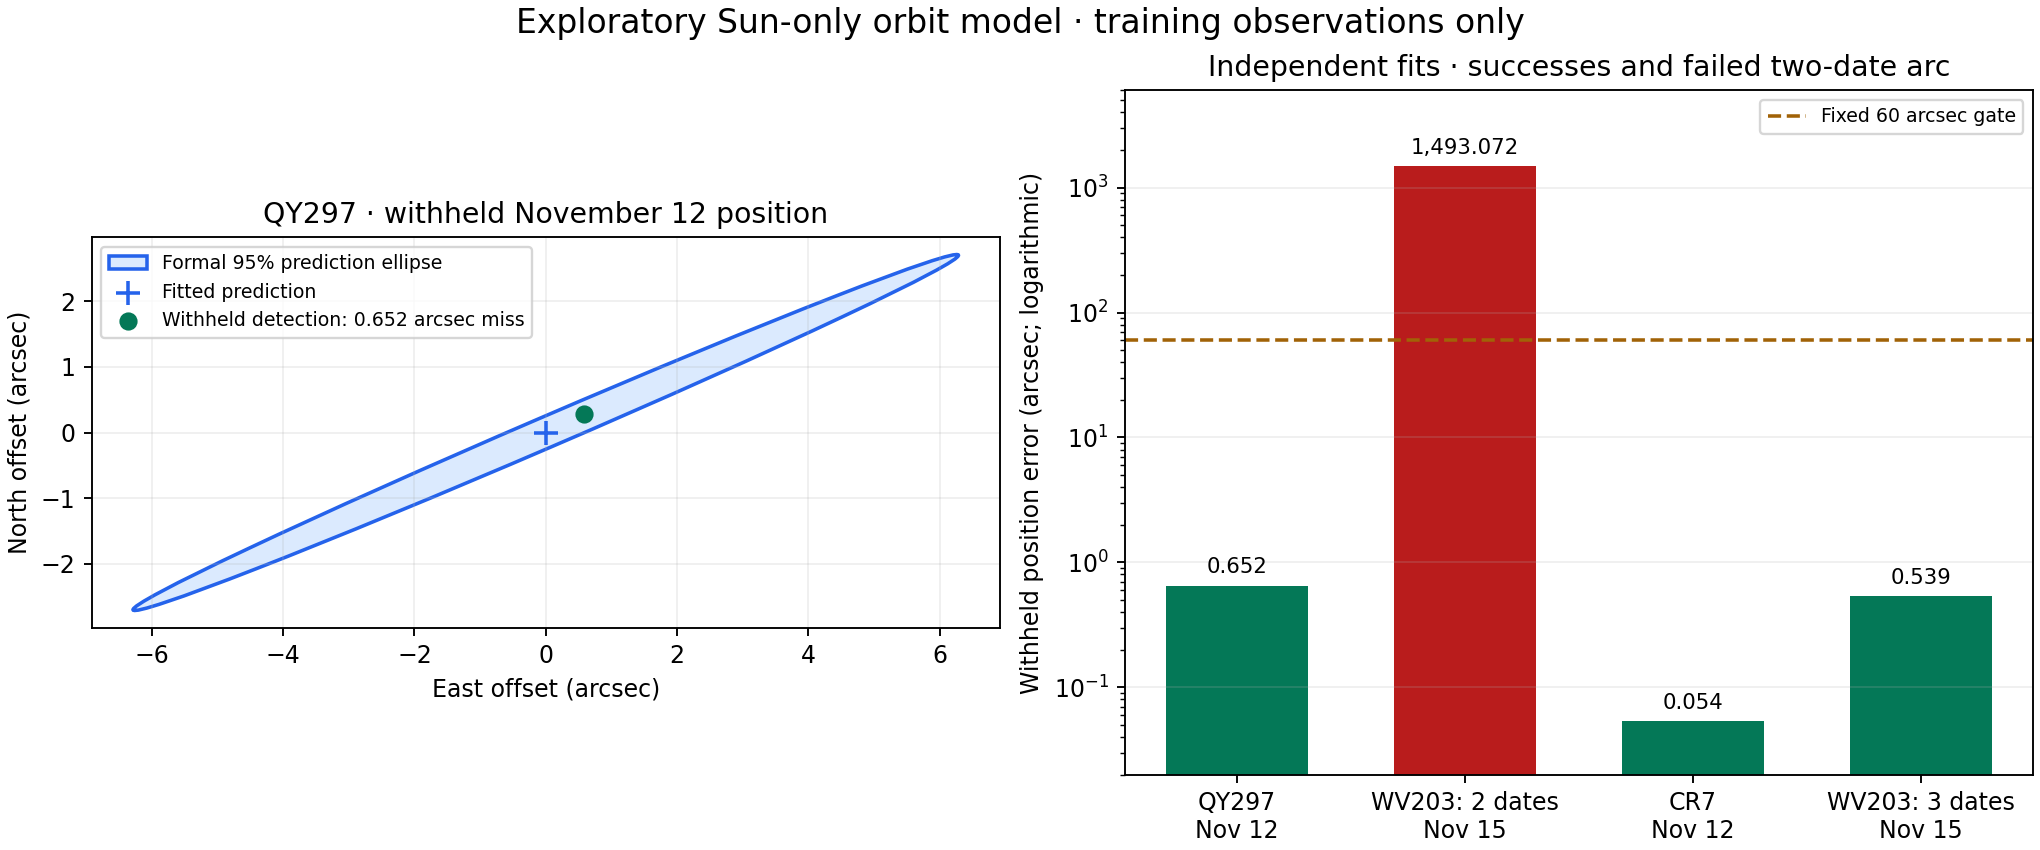 Exploratory Sun-only orbit model · training observations only
QY297 · withheld November 12 position
Formal 95% prediction ellipse
Fitted prediction
Withheld detection: 0.652 arcsec miss
North offset (arcsec)
2
1
0
−1
−2
−6
−4
−2
0
2
4
6
East offset (arcsec)
Independent fits · successes and failed two-date arc
Fixed 60 arcsec gate
Withheld position error (arcsec; logarithmic)
10³
10²
10¹
10⁰
10⁻¹
0.652
1,493.072
0.054
0.539
QY297
Nov 12
WV203: 2 dates
Nov 15
CR7
Nov 12
WV203: 3 dates
Nov 15